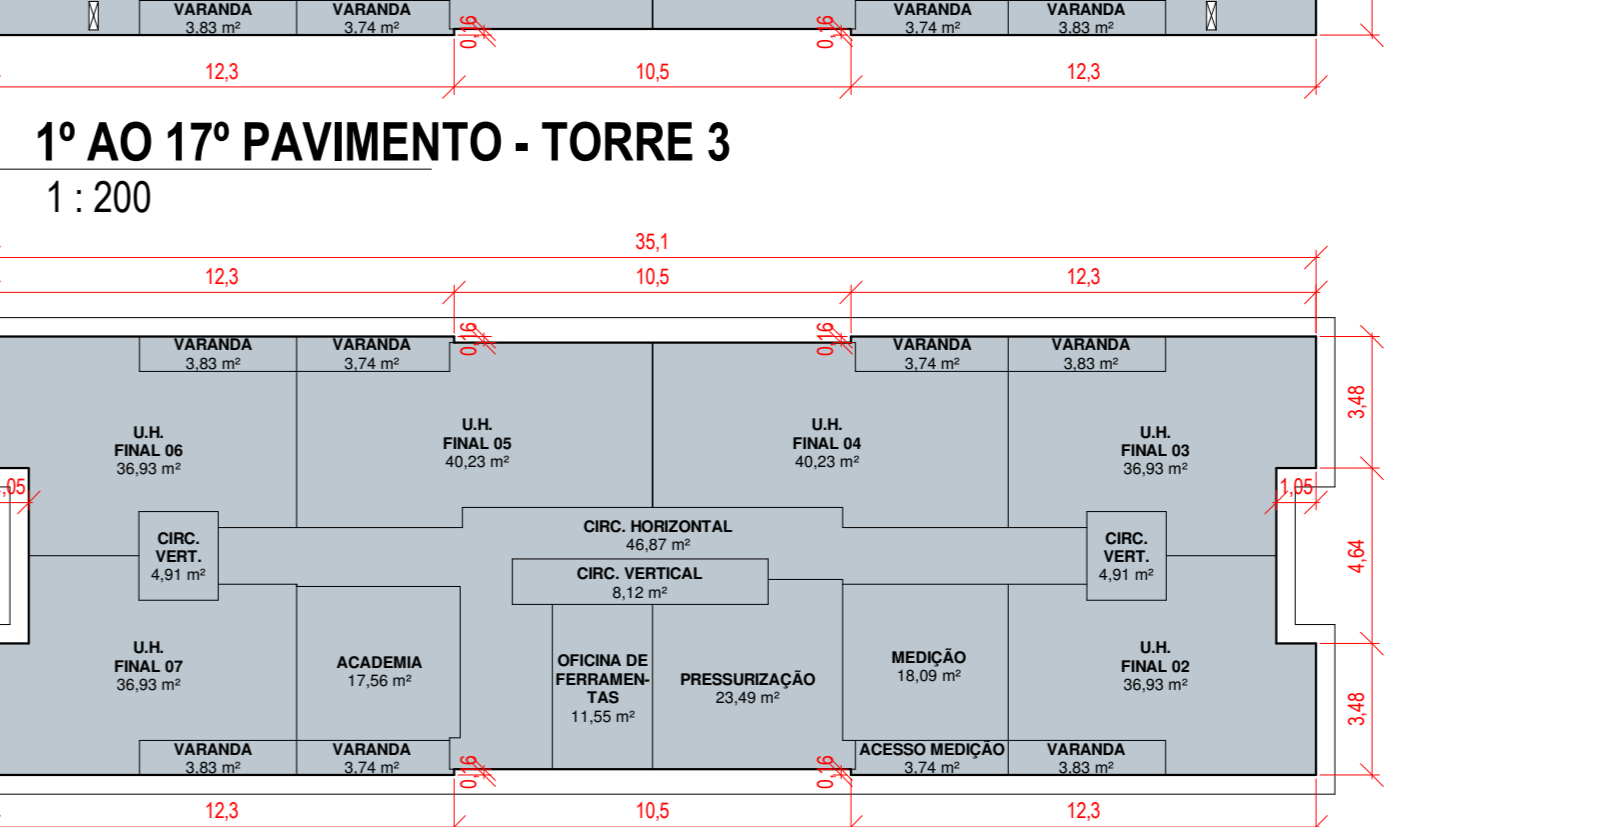 VARANDA
3,83 m²
VARANDA
3,74 m²
0,16
0,16
VARANDA
3,74 m²
VARANDA
3,83 m²
12,3
10,5
12,3
1º AO 17º PAVIMENTO - TORRE 3
1 : 200
35,1
12,3
10,5
12,3
VARANDA
3,83 m²
VARANDA
3,74 m²
0,16
0,16
VARANDA
3,74 m²
VARANDA
3,83 m²
3,48
U.H.
FINAL 06
36,93 m²
U.H.
FINAL 05
40,23 m²
U.H.
FINAL 04
40,23 m²
U.H.
FINAL 03
36,93 m²
,05
1,05
CIRC.
VERT.
4,91 m²
CIRC. HORIZONTAL
46,87 m²
CIRC. VERTICAL
8,12 m²
CIRC.
VERT.
4,91 m²
4,64
U.H.
FINAL 07
36,93 m²
ACADEMIA
17,56 m²
OFICINA DE
FERRAMEN-
TAS
11,55 m²
PRESSURIZAÇÃO
23,49 m²
MEDIÇÃO
18,09 m²
U.H.
FINAL 02
36,93 m²
3,48
VARANDA
3,83 m²
VARANDA
3,74 m²
0,16
0,16
ACESSO MEDIÇÃO
3,74 m²
VARANDA
3,83 m²
12,3
10,5
12,3